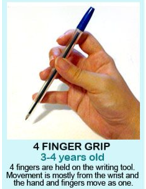 4 FINGER GRIP
3-4 years old
4 fingers are held on the writing tool.
Movement is mostly from the wrist and
the hand and fingers move as one.